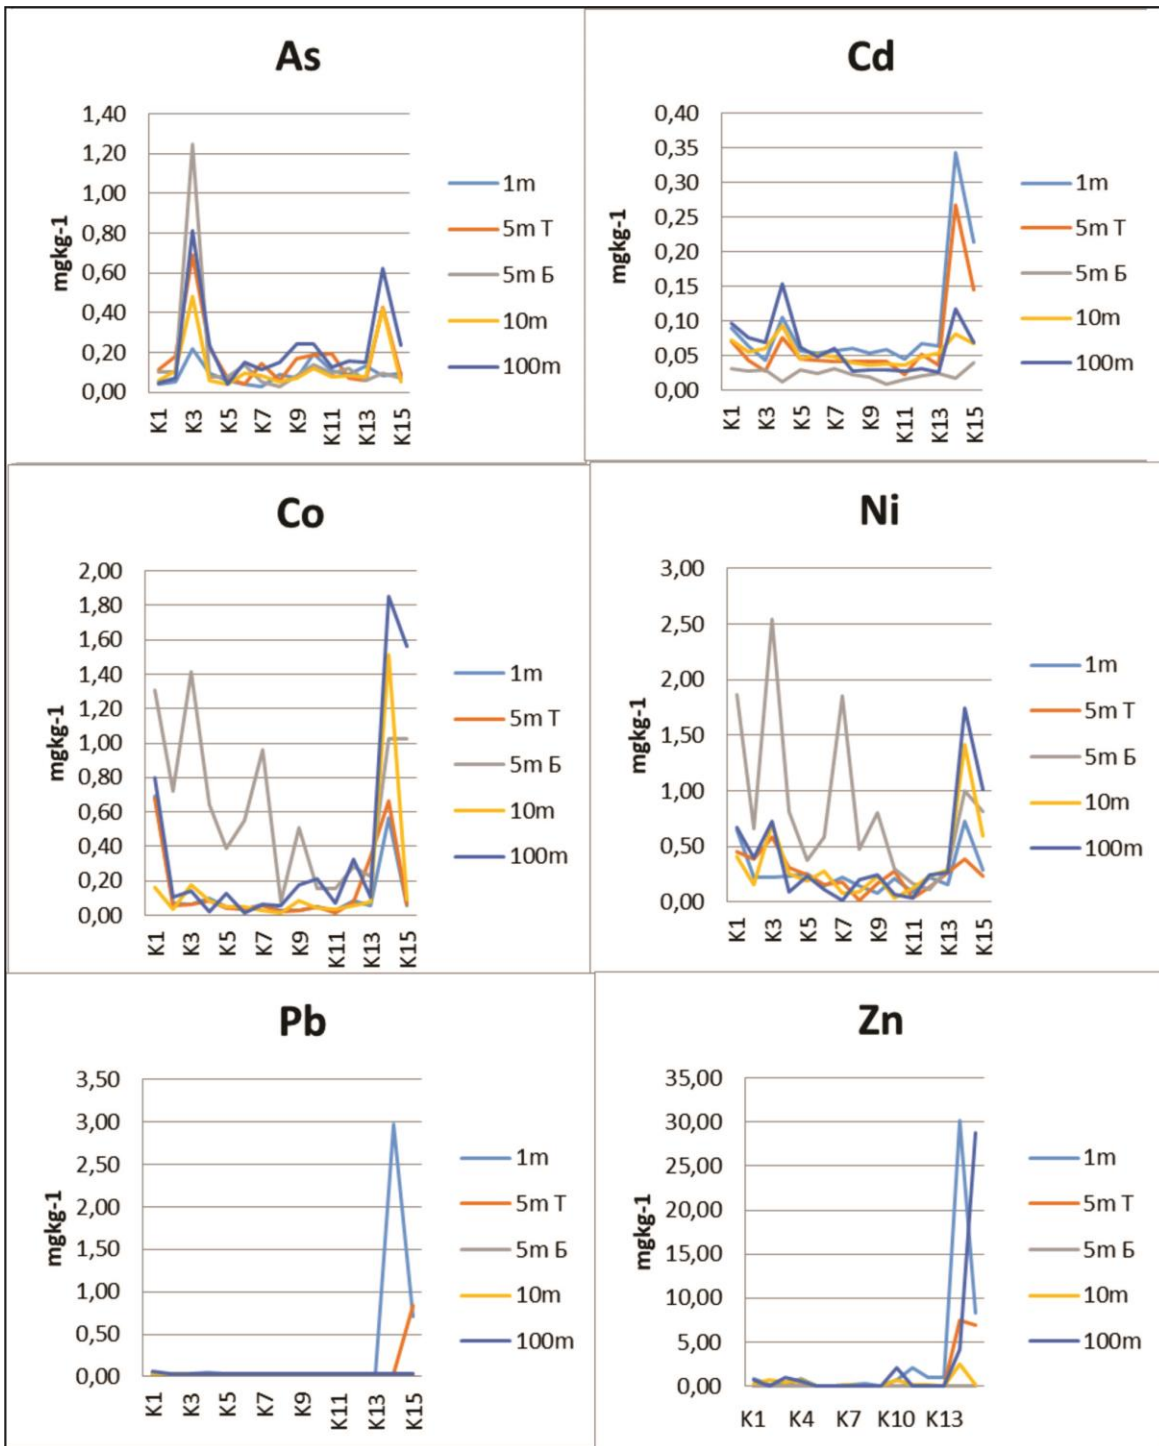 As
1,40
1,20
1,00
0,80
0,60
0,40
0,20
0,00
mgkg-1
K1
K3
K5
K7
K9
K11
K13
K15
1m
5m T
5m Б
10m
100m
Cd
0,40
0,35
0,30
0,25
0,20
0,15
0,10
0,05
0,00
mgkg-1
K1
K3
K5
K7
K9
K11
K13
K15
1m
5m T
5m Б
10m
100m
Co
2,00
1,80
1,60
1,40
1,20
1,00
0,80
0,60
0,40
0,20
0,00
mgkg-1
K1
K3
K5
K7
K9
K11
K13
K15
1m
5m T
5m Б
10m
100m
Ni
3,00
2,50
2,00
1,50
1,00
0,50
0,00
mgkg-1
K1
K3
K5
K7
K9
K11
K13
K15
1m
5m T
5m Б
10m
100m
Pb
3,50
3,00
2,50
2,00
1,50
1,00
0,50
0,00
mgkg-1
K1
K3
K5
K7
K9
K11
K13
K15
1m
5m T
5m Б
10m
100m
Zn
35,00
30,00
25,00
20,00
15,00
10,00
5,00
0,00
mgkg-1
K1
K4
K7
K10
K13
1m
5m T
5m Б
10m
100m